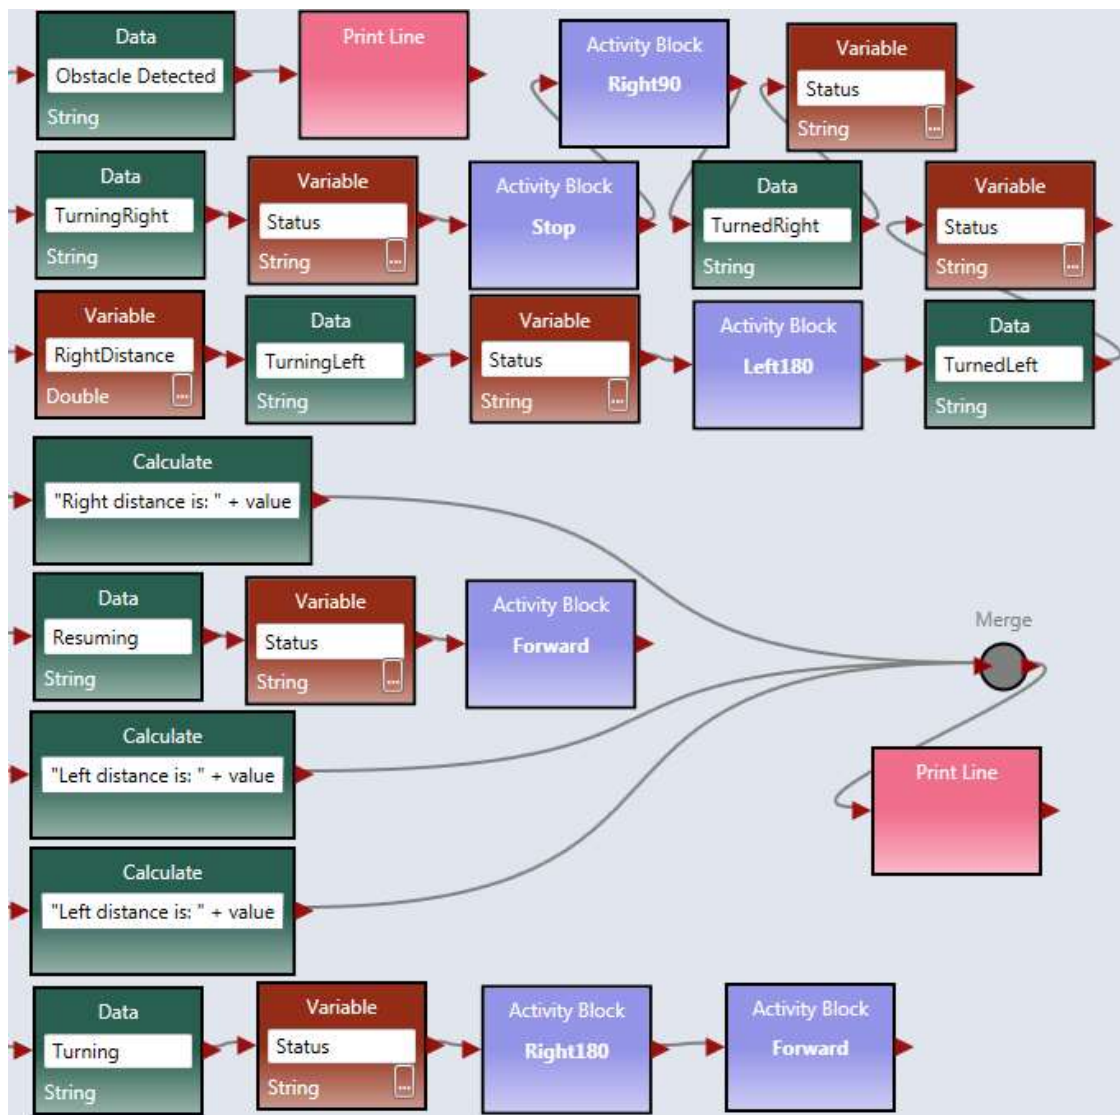 Data
Obstacle Detected
String
Print Line
Activity Block
Right90
Variable
Status
...
String
Data
TurningRight
String
Variable
Status
...
String
Activity Block
Stop
Data
TurnedRight
String
Variable
Status
...
String
Variable
RightDistance
Double
...
Data
TurningLeft
String
Variable
Status
...
String
Activity Block
Left180
Data
TurnedLeft
String
Calculate
"Right distance is: " + value
Data
Resuming
String
Variable
Status
...
String
Activity Block
Forward
Merge
Calculate
"Left distance is: " + value
Print Line
Calculate
"Left distance is: " + value
Data
Turning
String
Variable
Status
...
String
Activity Block
Right180
Activity Block
Forward